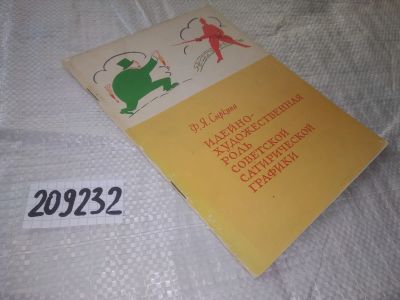 Ф. Я. Сыркина
ИДЕЙНО-
ХУДОЖЕСТВЕННАЯ
РОЛЬ
СОВЕТСКОЙ
САТИРИЧЕСКОЙ
ГРАФИКИ
209232